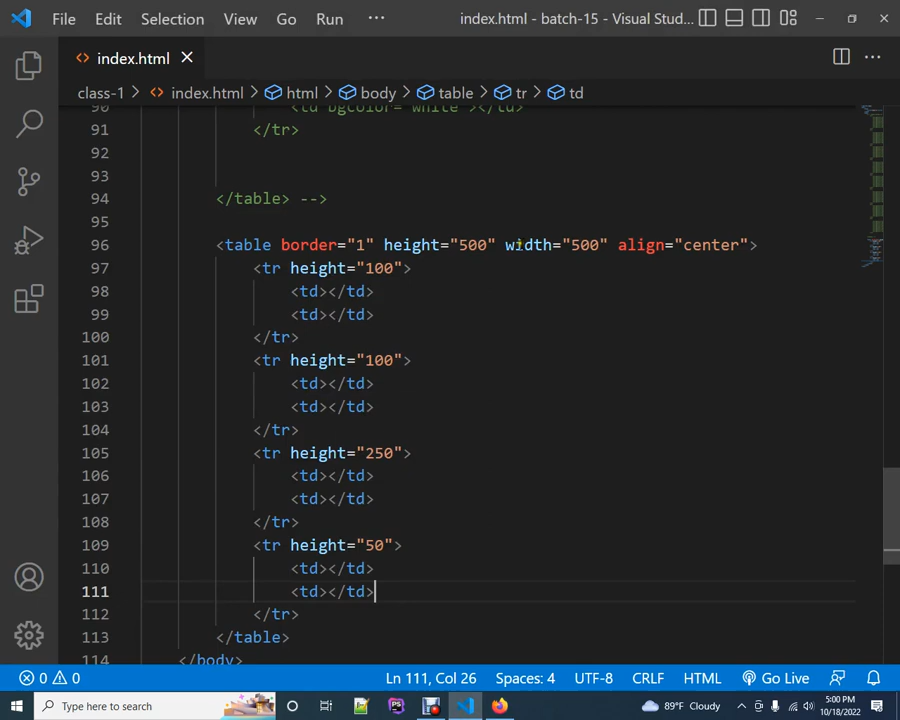 File Edit Selection View Go Run ··· index.html - batch-15 - Visual Stud...
index.html
class-1 > index.html > html > body > table > tr > td
90 <td bgcolor="white"></td>
91 </tr>
92
93
94 </table> -->
95
96 <table border="1" height="500" width="500" align="center">
97 <tr height="100">
98 <td></td>
99 <td></td>
100 </tr>
101 <tr height="100">
102 <td></td>
103 <td></td>
104 </tr>
105 <tr height="250">
106 <td></td>
107 <td></td>
108 </tr>
109 <tr height="50">
110 <td></td>
111 <td></td>
112 </tr>
113 </table>
114 </body>
0 0 Ln 111, Col 26 Spaces: 4 UTF-8 CRLF HTML Go Live
Type here to search PS 89°F Cloudy 5:00 PM
10/18/2022